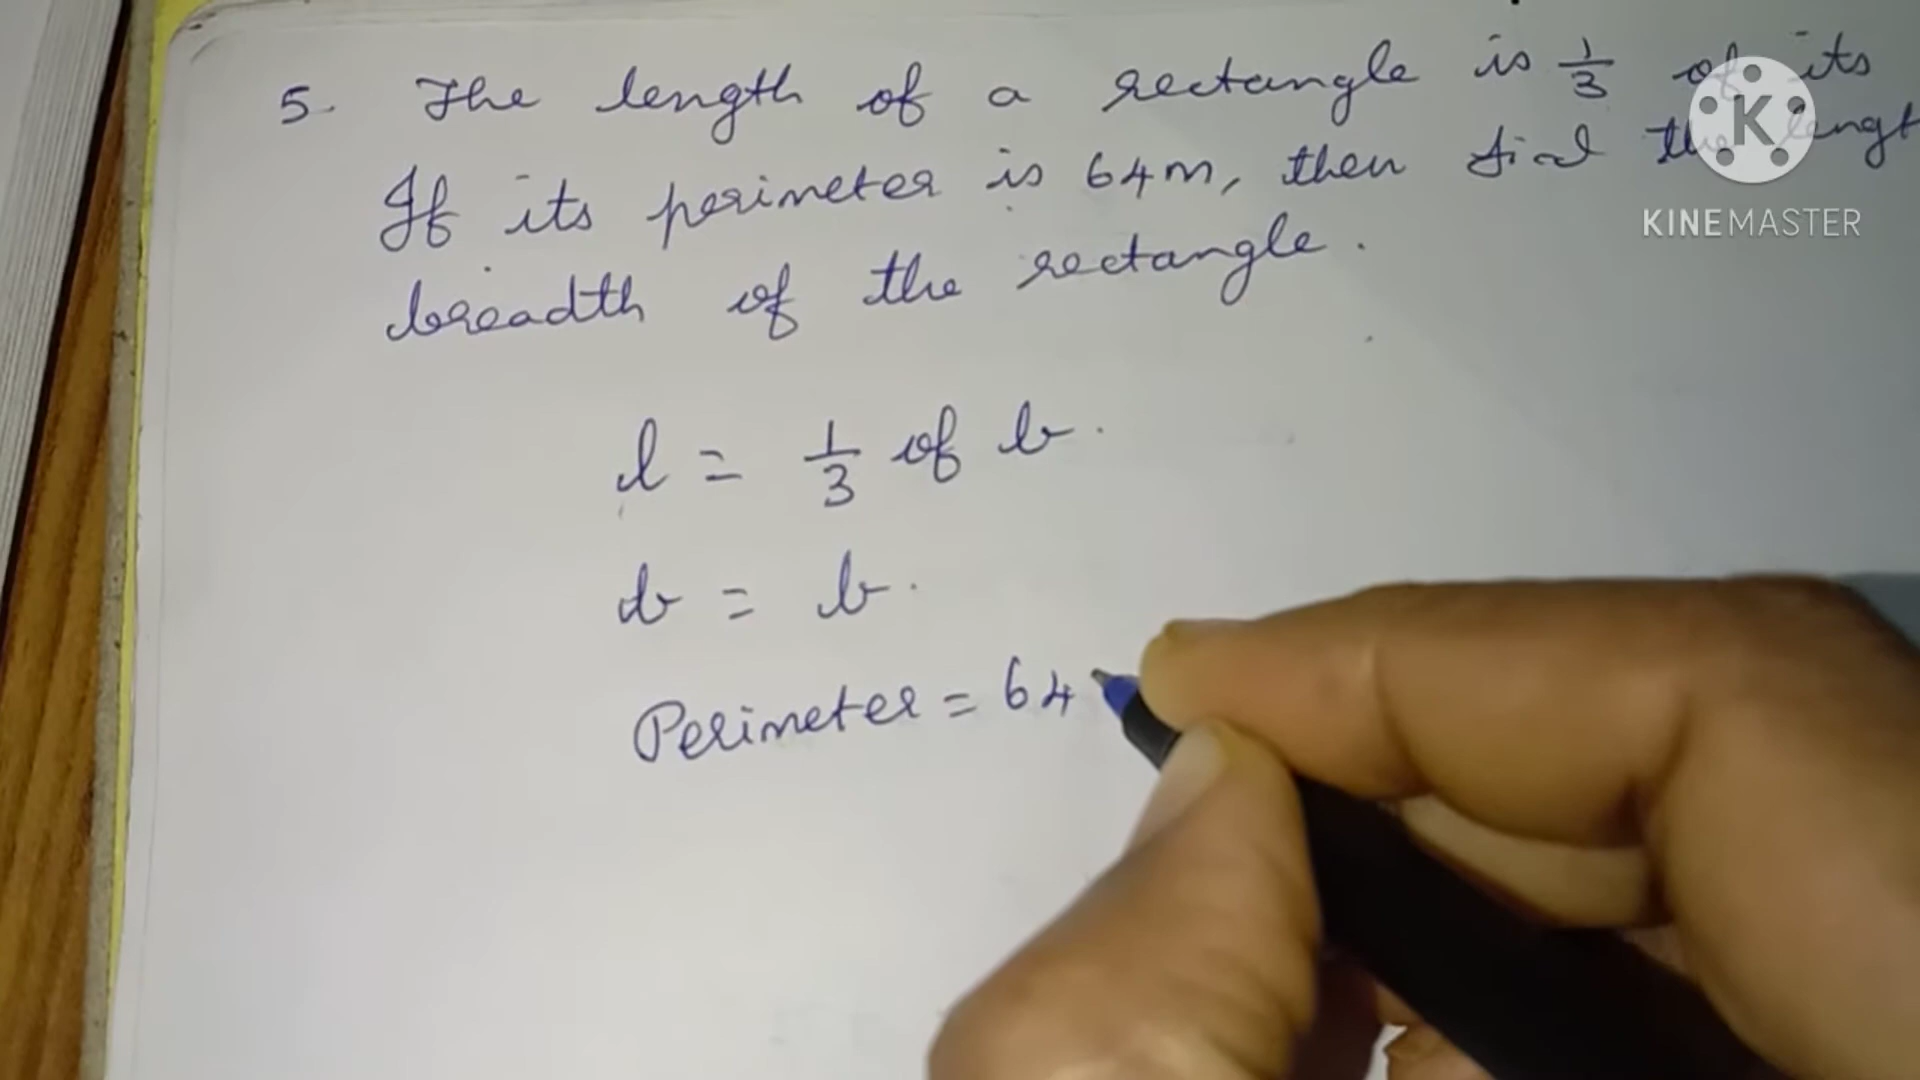 5. The length of a rectangle is 1/3 of its
If its perimeter is 64m, then find the lengt
breadth of the rectangle.
l = 1/3 of b.
b = b.
Perimeter = 64
K
KINEMASTER